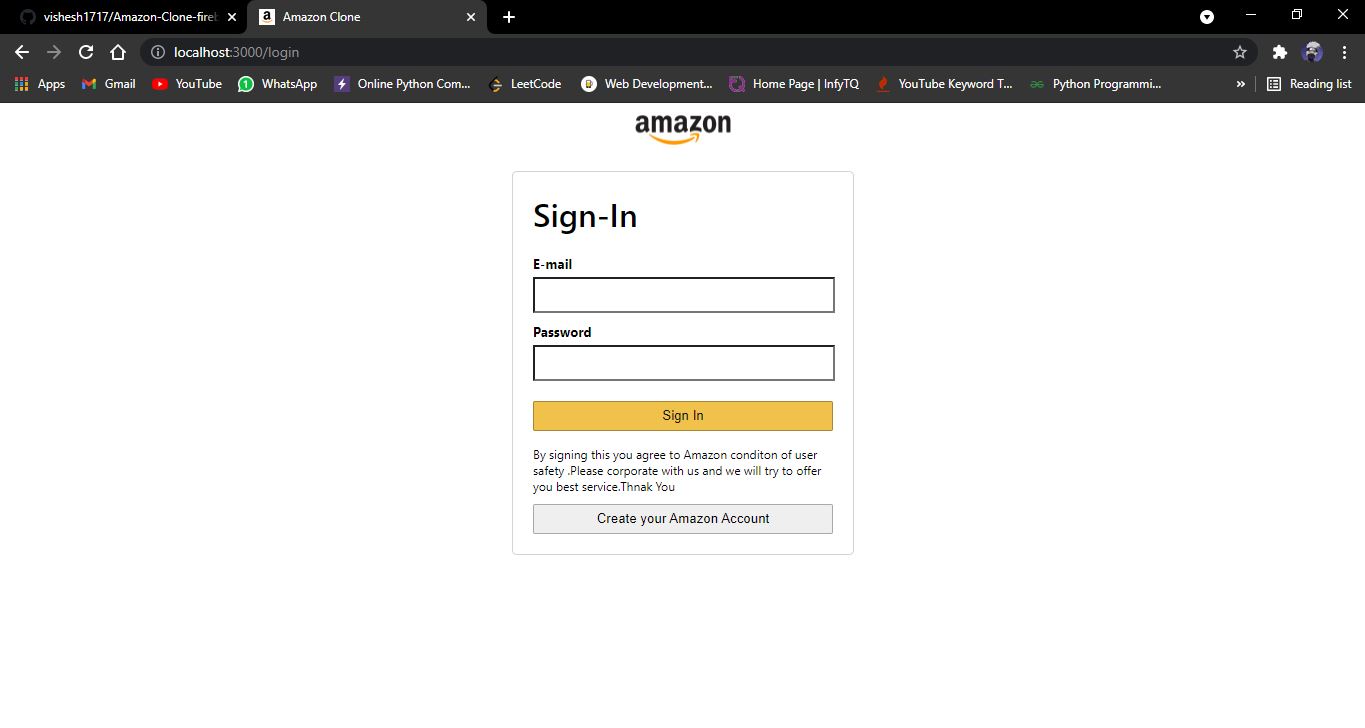 vishesh1717/Amazon-Clone-fireb
Amazon Clone
localhost:3000/login
Apps
Gmail
YouTube
WhatsApp
Online Python Com...
LeetCode
Web Development...
Home Page | InfyTQ
YouTube Keyword T...
Python Programmi...
»
Reading list
amazon
Sign-In
E-mail
Password
Sign In
By signing this you agree to Amazon conditon of user
safety .Please corporate with us and we will try to offer
you best service.Thnak You
Create your Amazon Account